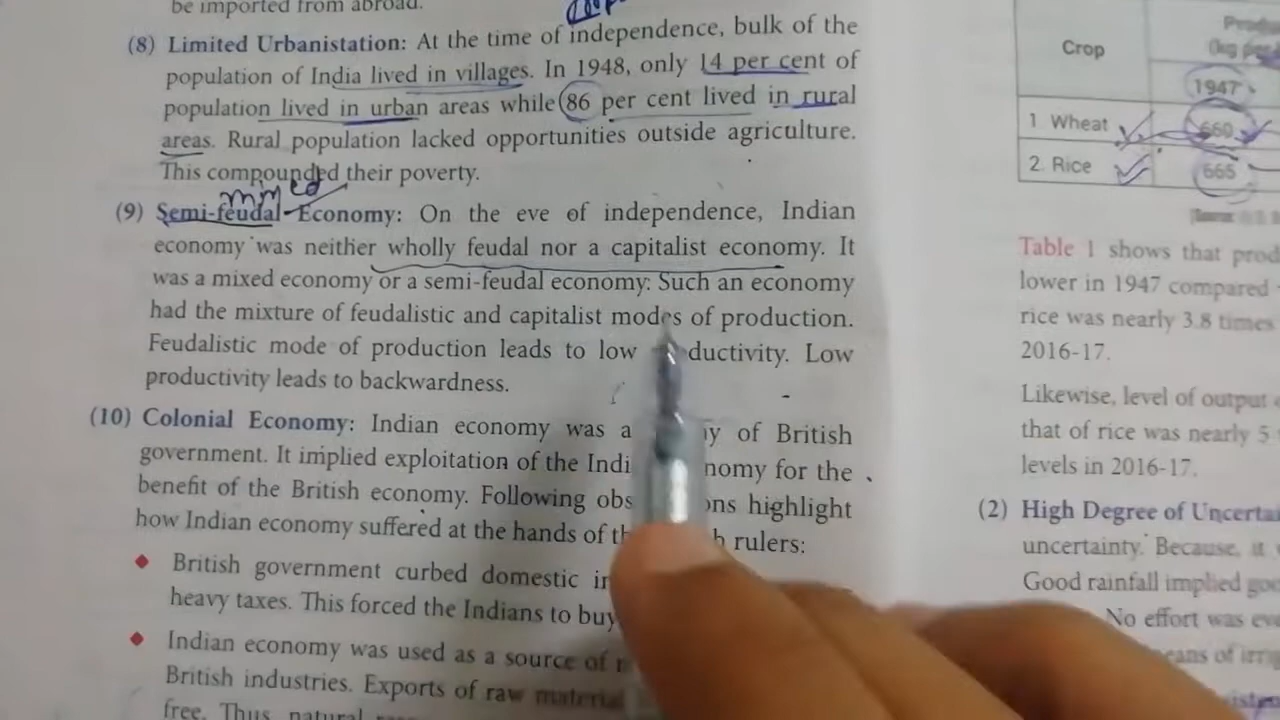 be imported from abroad.
(8) Limited Urbanistation: At the time of independence, bulk of the
population of India lived in villages. In 1948, only 14 per cent of
population lived in urban areas while 86 per cent lived in rural
areas. Rural population lacked opportunities outside agriculture.
This compounded their poverty.
mixed
(9) Semi-feudal Economy: On the eve of independence, Indian
economy was neither wholly feudal nor a capitalist economy. It
was a mixed economy or a semi-feudal economy: Such an economy
had the mixture of feudalistic and capitalist modes of production.
Feudalistic mode of production leads to low ductivity. Low
productivity leads to backwardness.
(10) Colonial Economy: Indian economy was a of British
government. It implied exploitation of the nomy for the
benefit of the British economy. Following highlight
how Indian economy suffered at the hands of rulers:
British government curbed domestic
heavy taxes. This forced the Indians to buy
Indian economy was used as a source of
British industries. Exports of raw material
free. Thus, natural
Crop
1947
1. Wheat 660
2. Rice 665
Table 1 shows that
lower in 1947 compared
rice was nearly 3.8 times
2016-17.
Likewise, level of output
that of rice was nearly 5
levels in 2016-17.
(2) High Degree of
uncertainty. Because, it
Good rainfall implied
No effort was
means of